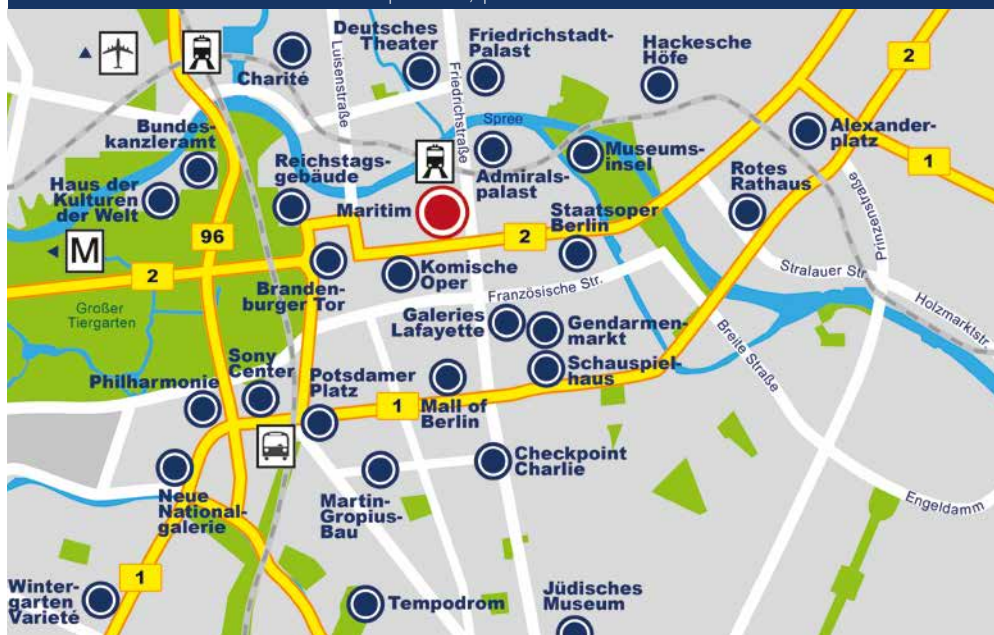 Deutsches
Theater
Friedrichstadt-
Palast
Hackesche
Höfe
2
Charité
Luisenstraße
Friedrichstraße
Bundes-
kanzleramt
Spree
Alexander-
platz
1
Reichstags-
gebäude
Admirals-
palast
Museums-
insel
Rotes
Rathaus
Prinzenstraße
Haus der
Kulturen
der Welt
Maritim
Staatsoper
Berlin
96
2
M
2
Branden-
burger Tor
Komische
Oper
Französische Str.
Stralauer Str.
Holzmarktstr.
Großer
Tiergarten
Galeries
Lafayette
Gendarmen-
markt
Breite Straße
Sony
Center
Potsdamer
Platz
Schauspiel-
haus
Philharmonie
1
Mall of
Berlin
Checkpoint
Charlie
Neue
National-
galerie
Martin-
Gropius-
Bau
Engeldamm
1
Winter-
garten
Varieté
Tempodrom
Jüdisches
Museum